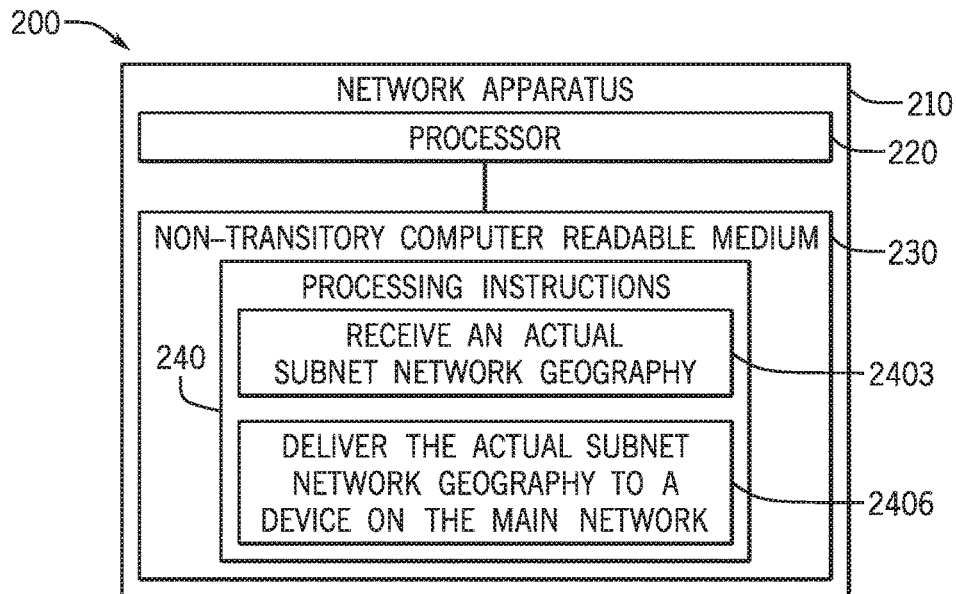 200
NETWORK APPARATUS
210
PROCESSOR
220
NON-TRANSITORY COMPUTER READABLE MEDIUM
230
PROCESSING INSTRUCTIONS
240
RECEIVE AN ACTUAL
SUBNET NETWORK GEOGRAPHY
2403
DELIVER THE ACTUAL SUBNET
NETWORK GEOGRAPHY TO A
DEVICE ON THE MAIN NETWORK
2406